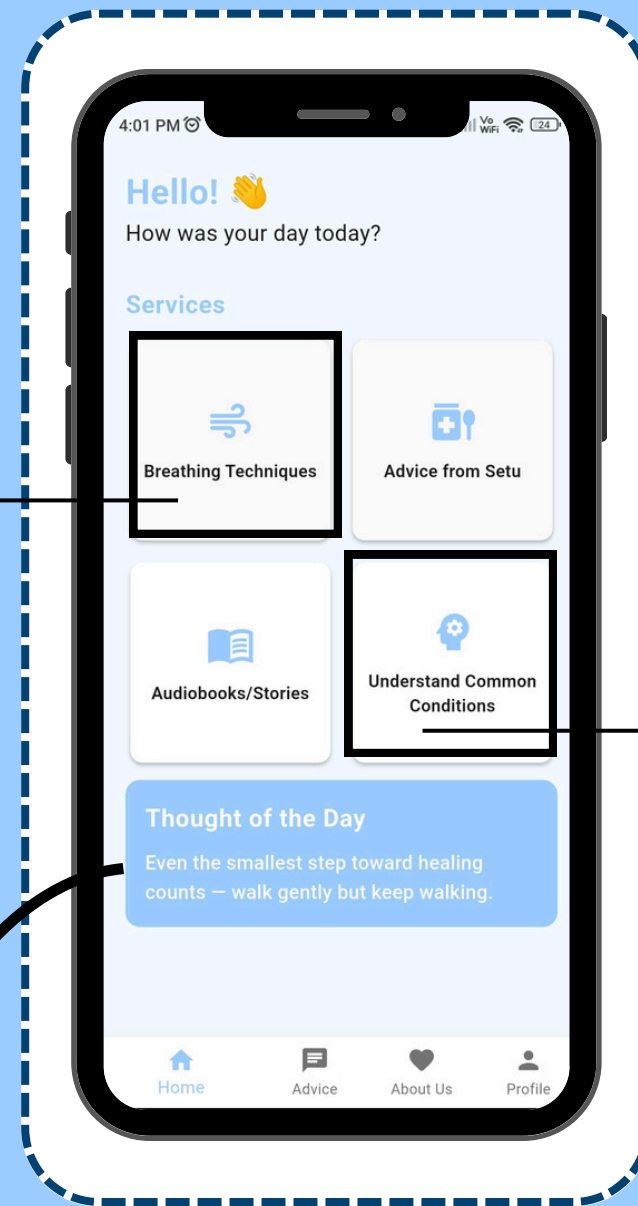 4:01 PM
Vo
WiFi
24
Hello! 👋
How was your day today?
Services
Breathing Techniques
Advice from Setu
Audiobooks/Stories
Understand Common
Conditions
Thought of the Day
Even the smallest step toward healing
counts — walk gently but keep walking.
Home
Advice
About Us
Profile